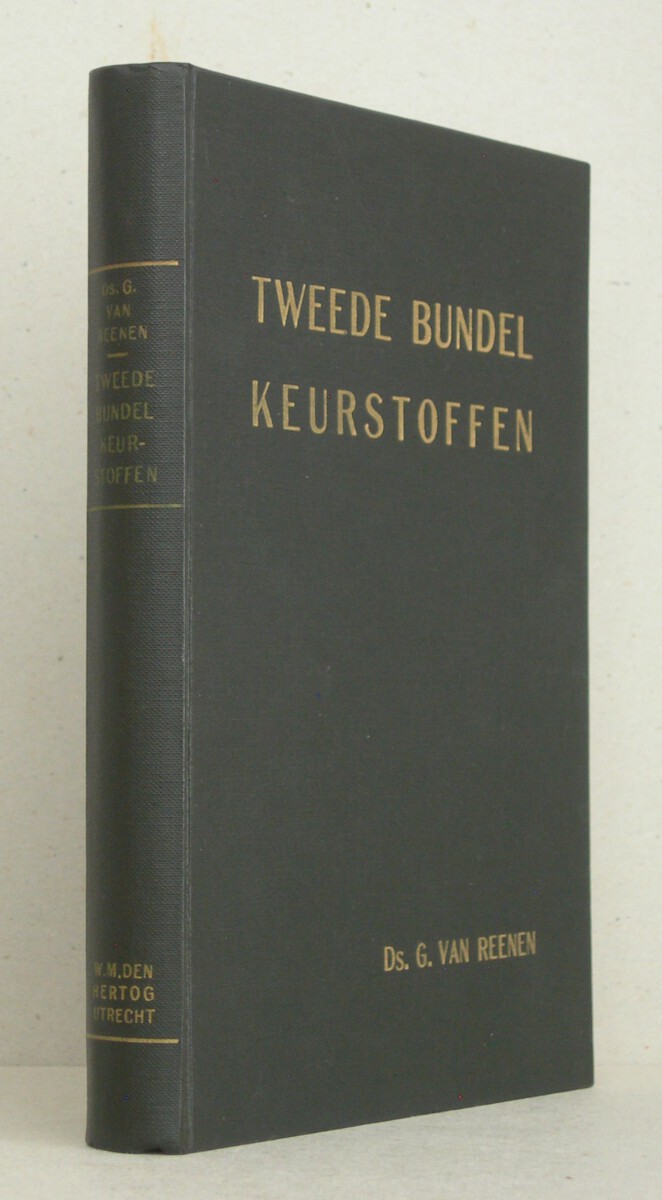 Ds. G.
VAN
REENEN
TWEEDE
BUNDEL
KEUR-
STOFFEN
W.M.DEN
HERTOG
UTRECHT
TWEEDE BUNDEL
KEURSTOFFEN
Ds. G. VAN REENEN